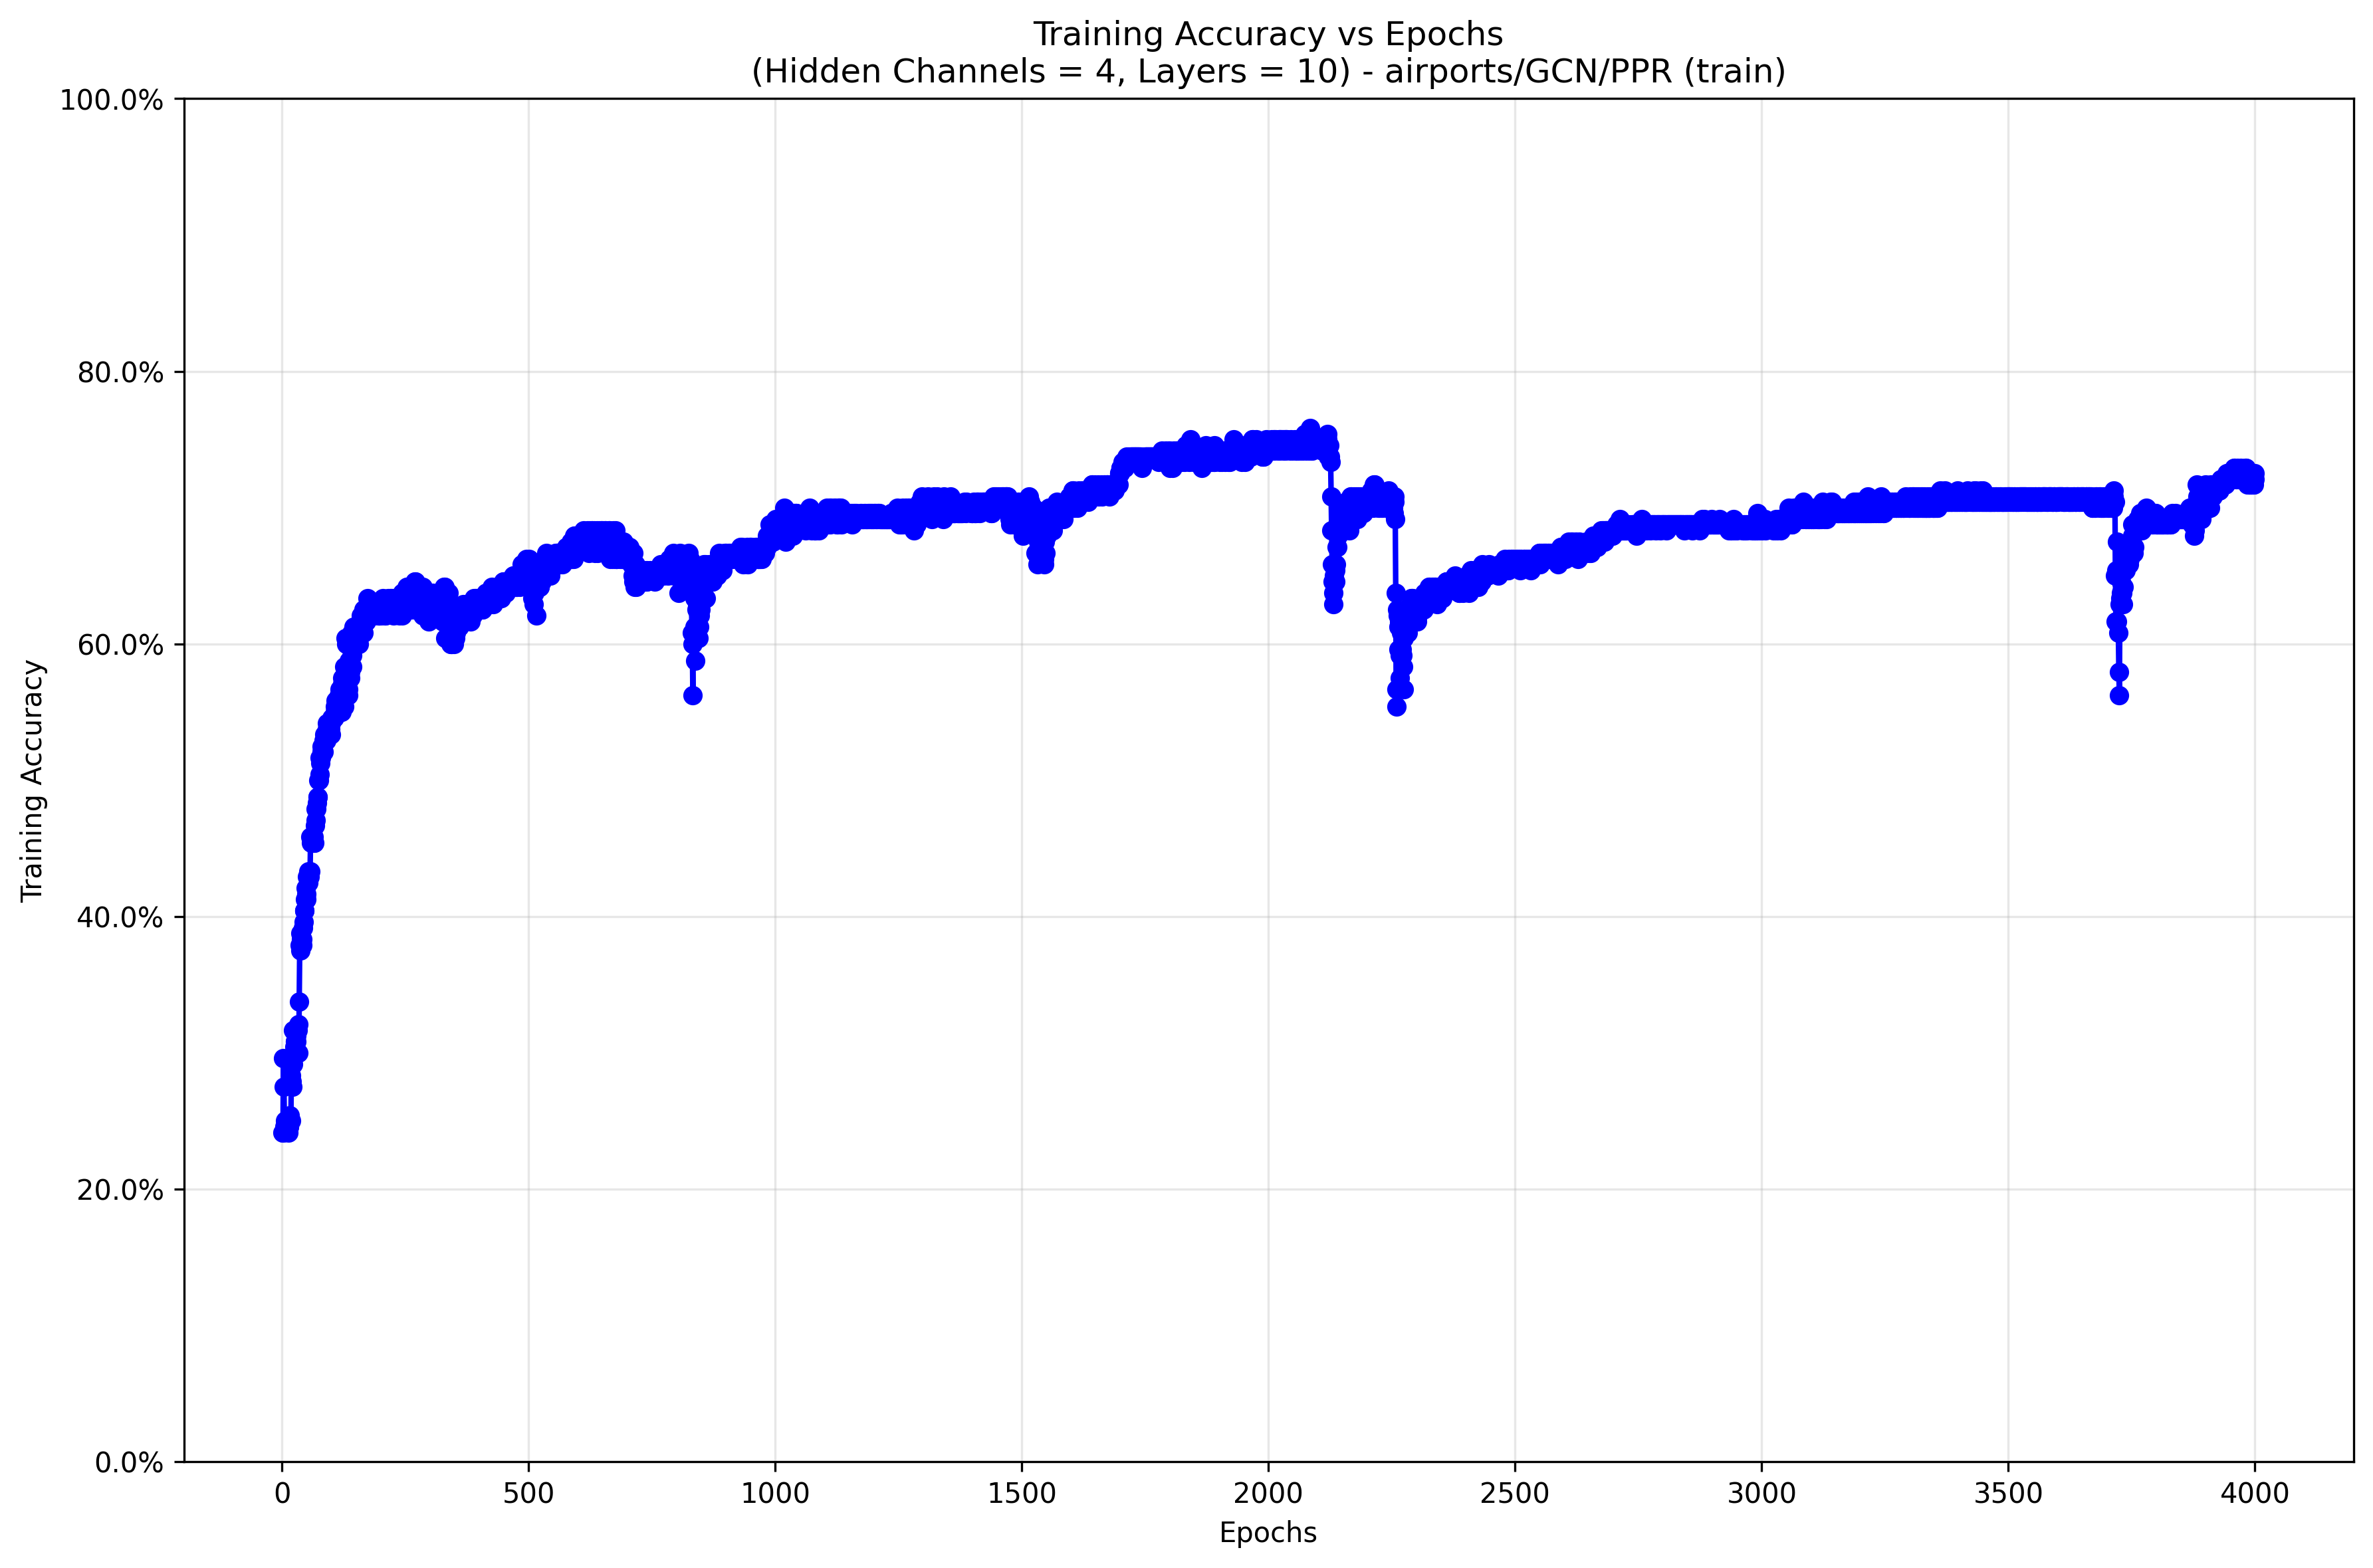 Training Accuracy vs Epochs
(Hidden Channels = 4, Layers = 10) - airports/GCN/PPR (train)
100.0%
80.0%
60.0%
40.0%
20.0%
0.0%
Training Accuracy
0 500 1000 1500 2000 2500 3000 3500 4000
Epochs